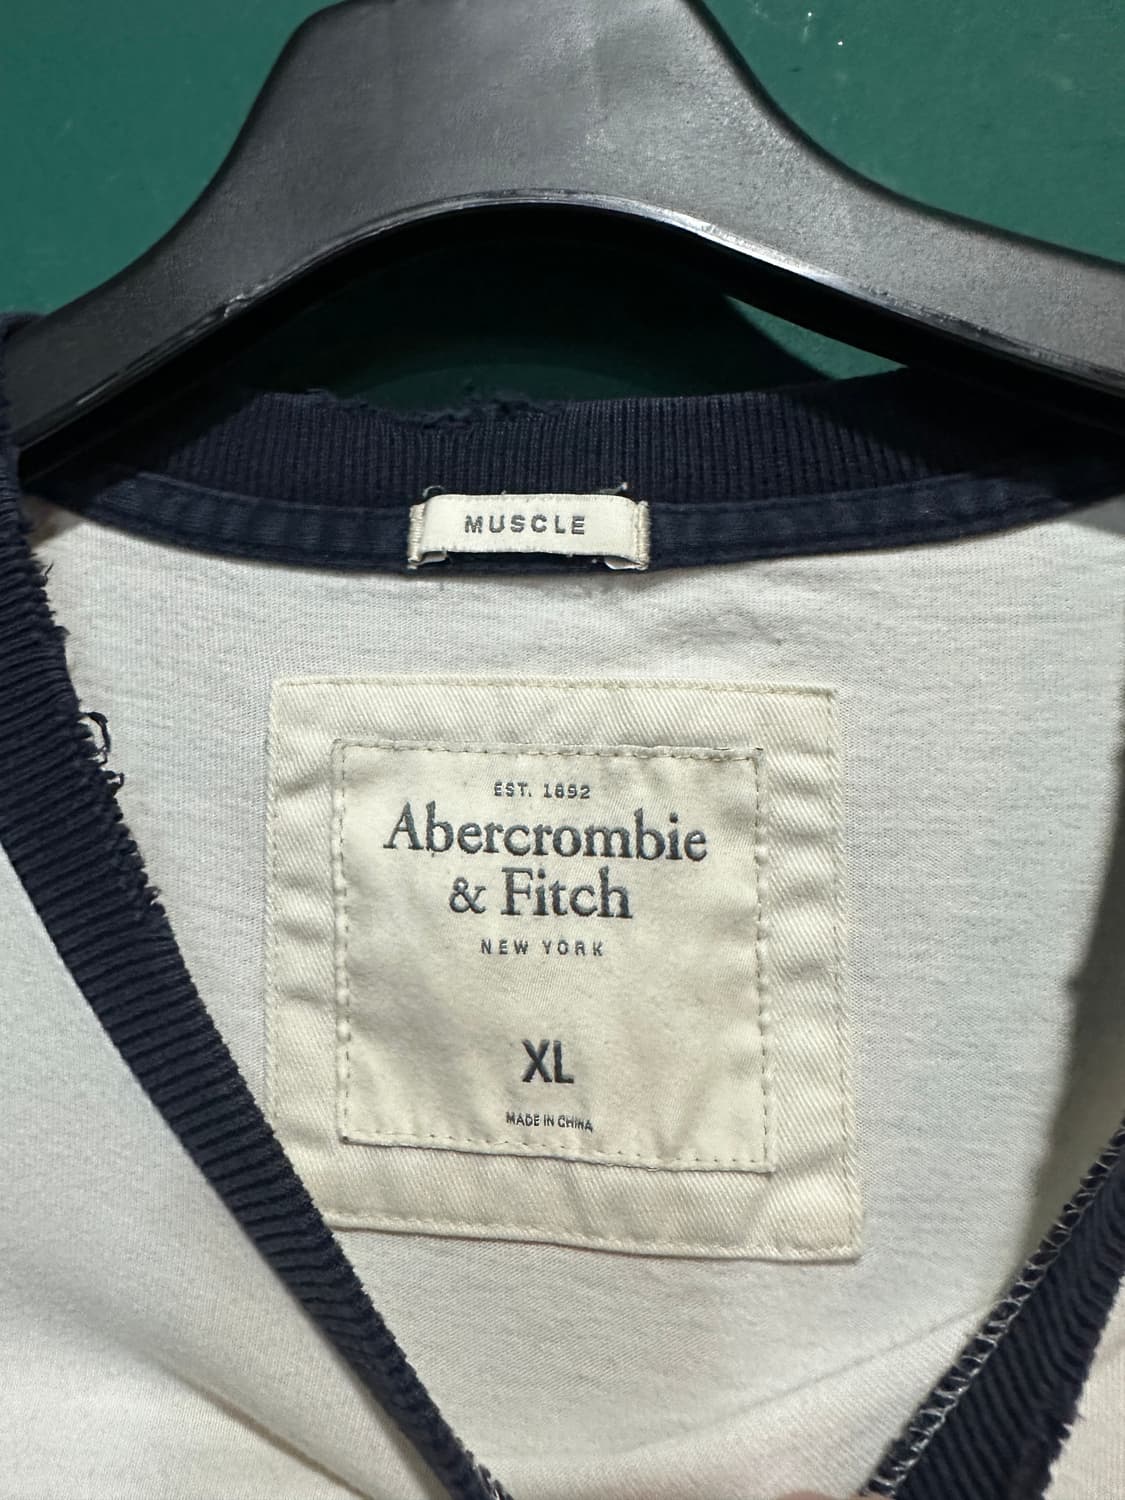 MUSCLE
EST. 1892
Abercrombie
& Fitch
NEW YORK
XL
MADE IN CHINA